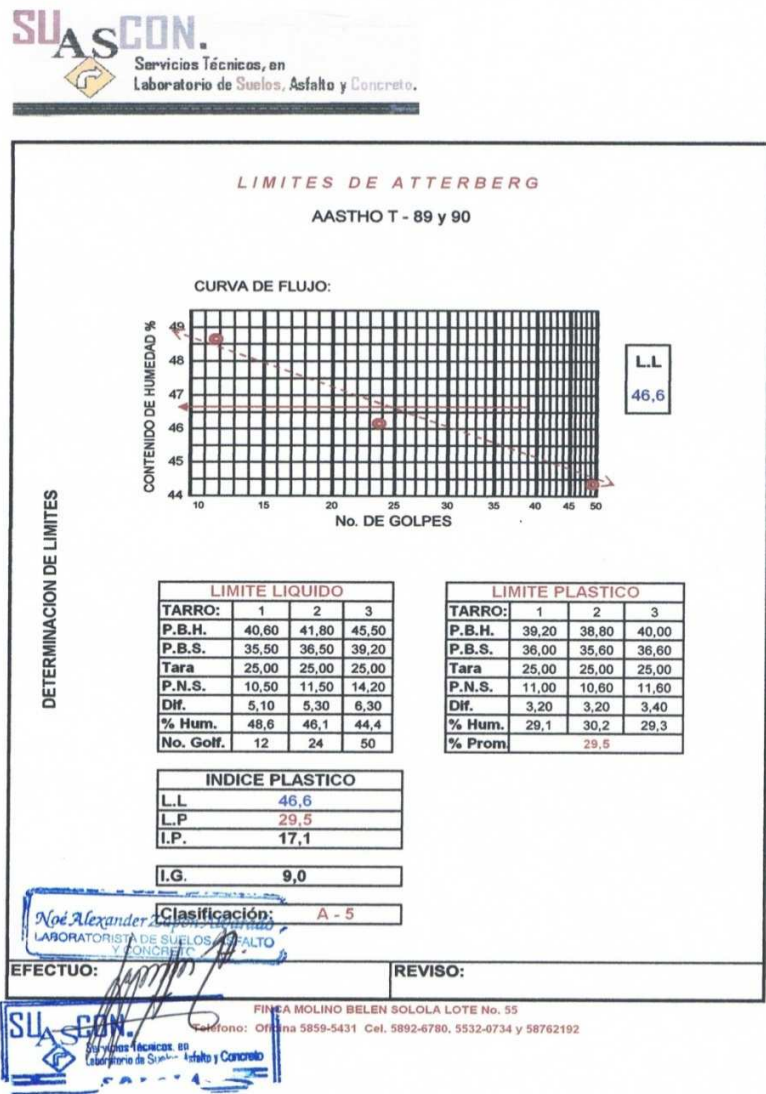 SUASCON.
Servicios Técnicos, en
Laboratorio de Suelos, Asfalto y Concreto.
LIMITES DE ATTERBERG
AASTHO T - 89 y 90
CURVA DE FLUJO:
CONTENIDO DE HUMEDAD %
49
48
47
46
45
44
10 15 20 25 30 35 40 45 50
No. DE GOLPES
L.L
46,6
DETERMINACION DE LIMITES
LIMITE LIQUIDO
TARRO: 1 2 3
P.B.H. 40,60 41,80 45,50
P.B.S. 35,50 36,50 39,20
Tara 25,00 25,00 25,00
P.N.S. 10,50 11,50 14,20
Dif. 5,10 5,30 6,30
% Hum. 48,6 46,1 44,4
No. Golf. 12 24 50
LIMITE PLASTICO
TARRO: 1 2 3
P.B.H. 39,20 38,80 40,00
P.B.S. 36,00 35,60 36,60
Tara 25,00 25,00 25,00
P.N.S. 11,00 10,60 11,60
Dif. 3,20 3,20 3,40
% Hum. 29,1 30,2 29,3
% Prom. 29,5
INDICE PLASTICO
L.L 46,6
L.P 29,5
I.P. 17,1
I.G. 9,0
Clasificación: A - 5
Noé Alexander
LABORATORISTA DE SUELOS ASFALTO
Y CONCRETO
EFECTUO:
REVISO:
FINCA MOLINO BELEN SOLOLA LOTE No. 55
Teléfono: Oficina 5859-5431 Cel. 5892-6780, 5532-0734 y 58762192
SUASCON.
Servicios Técnicos, en
Laboratorio de Suelos Asfalto y Concreto